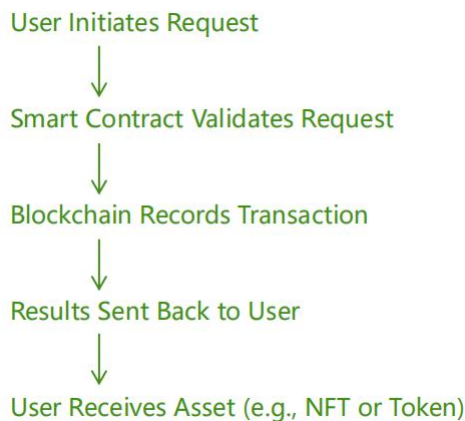 User Initiates Request
Smart Contract Validates Request
Blockchain Records Transaction
Results Sent Back to User
User Receives Asset (e.g., NFT or Token)